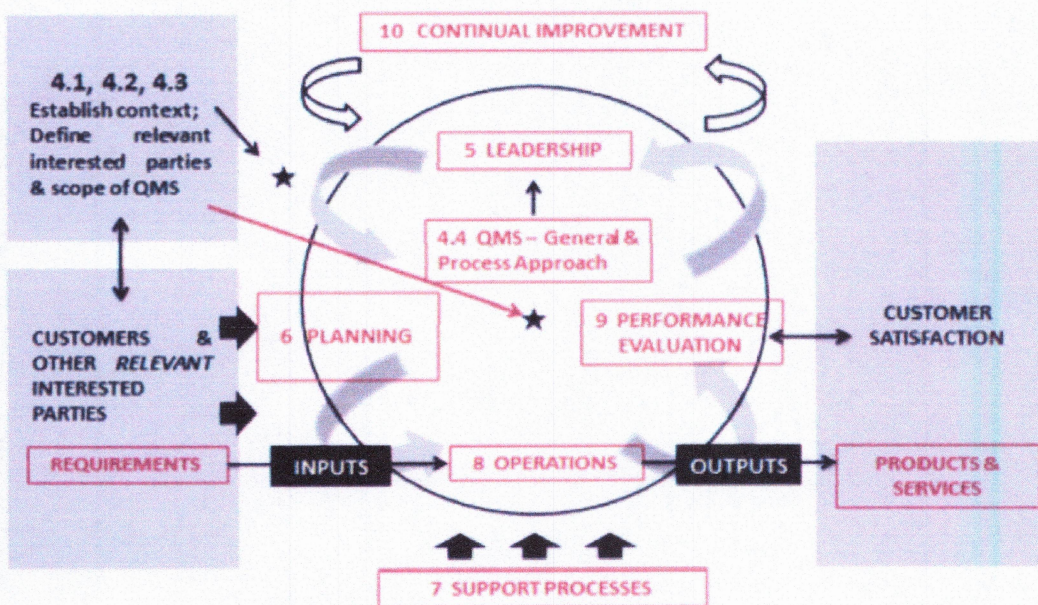 10 CONTINUAL IMPROVEMENT
4.1, 4.2, 4.3
Establish context;
Define relevant
interested parties
& scope of QMS
5 LEADERSHIP
4.4 QMS – General &
Process Approach
CUSTOMERS &
OTHER RELEVANT
INTERESTED
PARTIES
6 PLANNING
9 PERFORMANCE
EVALUATION
CUSTOMER
SATISFACTION
REQUIREMENTS
INPUTS
8 OPERATIONS
OUTPUTS
PRODUCTS &
SERVICES
7 SUPPORT PROCESSES